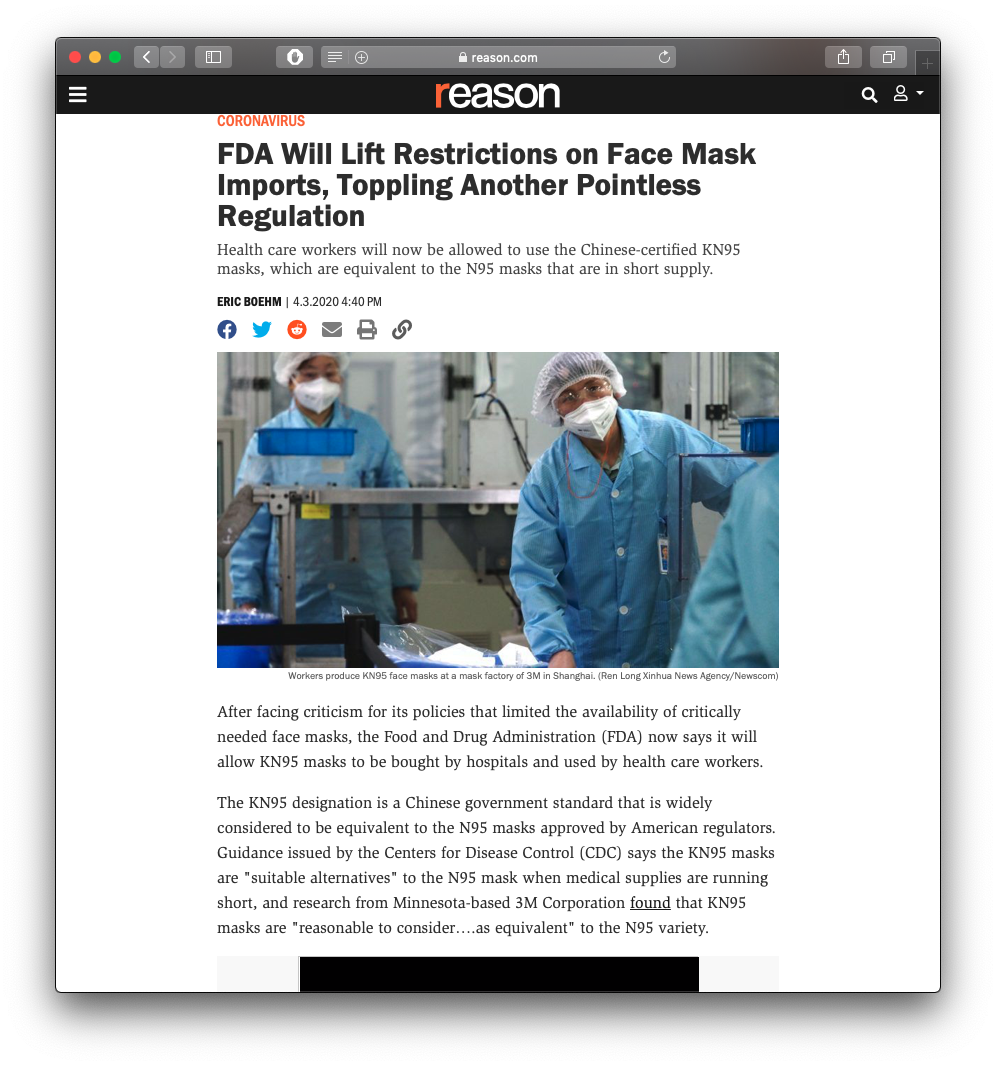 reason.com
reason
CORONAVIRUS
FDA Will Lift Restrictions on Face Mask
Imports, Toppling Another Pointless
Regulation
Health care workers will now be allowed to use the Chinese-certified KN95
masks, which are equivalent to the N95 masks that are in short supply.
ERIC BOEHM | 4.3.2020 4:40 PM
Workers produce KN95 face masks at a mask factory of 3M in Shanghai. (Ren Long Xinhua News Agency/Newscom)
After facing criticism for its policies that limited the availability of critically
needed face masks, the Food and Drug Administration (FDA) now says it will
allow KN95 masks to be bought by hospitals and used by health care workers.
The KN95 designation is a Chinese government standard that is widely
considered to be equivalent to the N95 masks approved by American regulators.
Guidance issued by the Centers for Disease Control (CDC) says the KN95 masks
are "suitable alternatives" to the N95 mask when medical supplies are running
short, and research from Minnesota-based 3M Corporation found that KN95
masks are "reasonable to consider….as equivalent" to the N95 variety.